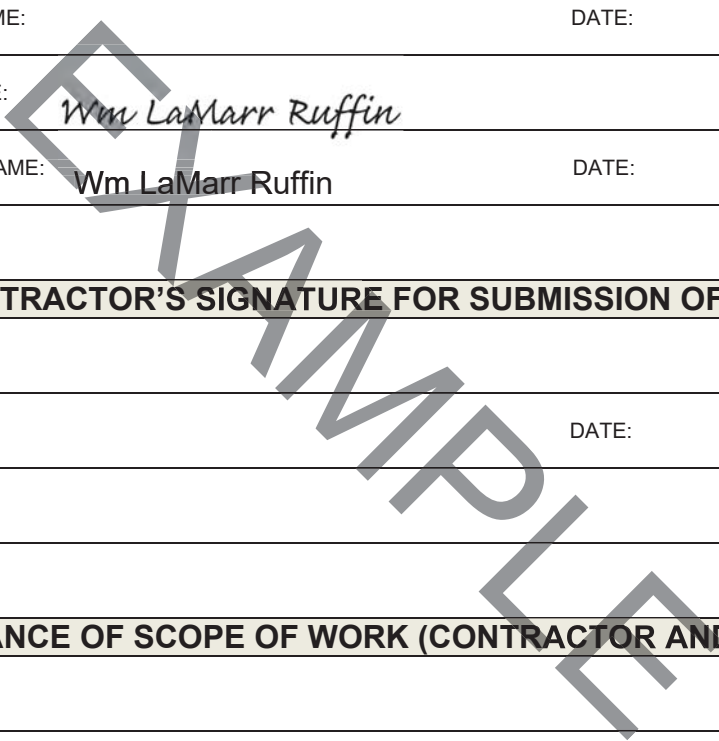 ME: DATE:
E: Wm LaMarr Ruffin
AME: Wm LaMarr Ruffin DATE:
TRACTOR’S SIGNATURE FOR SUBMISSION OF
DATE:
ANCE OF SCOPE OF WORK (CONTRACTOR AND
EXAMPLE